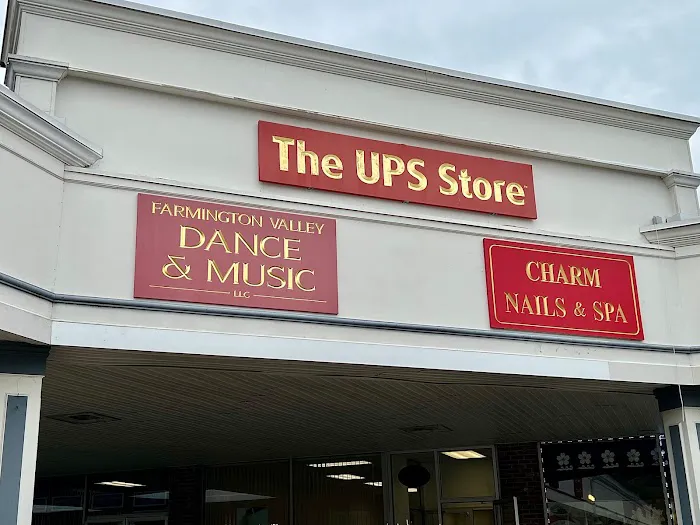 The UPS Store
FARMINGTON VALLEY
DANCE
& MUSIC
LLC
CHARM
NAILS & SPA